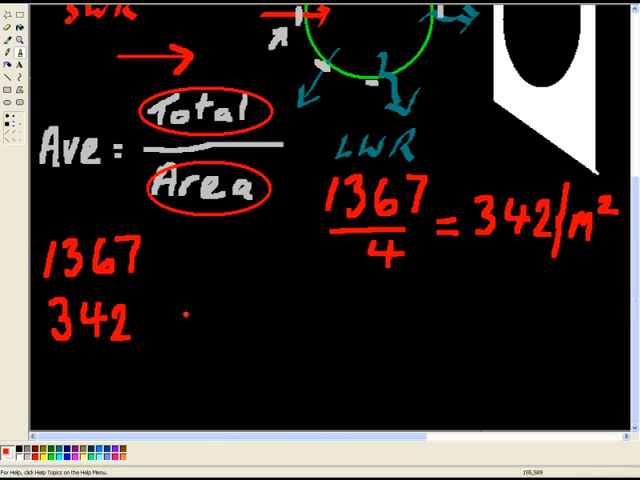 SWR
Total
Ave =
Area
LWR
1367
4
= 342/m²
1367
342
For Help, click Help Topics on the Help Menu.
155,589